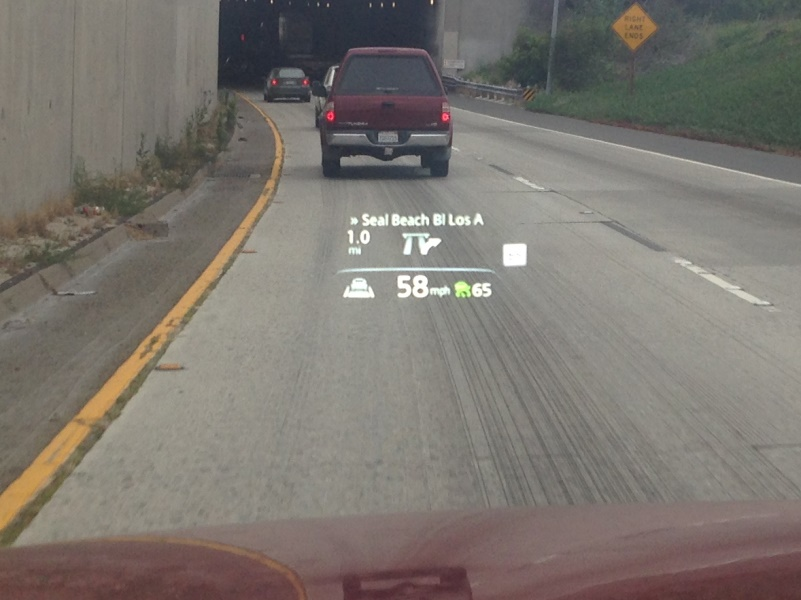 RIGHT
LANE
ENDS
» Seal Beach Bl Los A
1.0
mi
58 mph 65